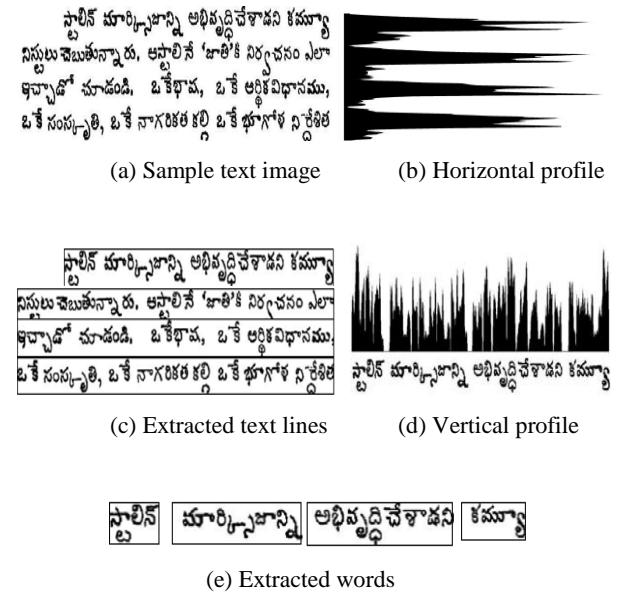 స్టాలిన్ మార్క్సిజాన్ని అభివృద్ధిచేశాడని కమ్యూ
నిస్టులు చెబుతున్నారు. ఆస్టాలినే ‘జాతి’కి నిర్వచనం ఎలా
ఇచ్చాడో చూడండి. ఒకేభాష, ఒకే ఆర్థికవిధానము,
ఒకే సంస్కృతి, ఒకే నాగరికత కల్గి ఒకే భూగోళ నిర్దేశిత
(a) Sample text image
(b) Horizontal profile
స్టాలిన్ మార్క్సిజాన్ని అభివృద్ధిచేశాడని కమ్యూ
నిస్టులు చెబుతున్నారు. ఆస్టాలినే ‘జాతి’కి నిర్వచనం ఎలా
ఇచ్చాడో చూడండి. ఒకేభాష, ఒకే ఆర్థికవిధానము,
ఒకే సంస్కృతి, ఒకే నాగరికత కల్గి ఒకే భూగోళ నిర్దేశిత
(c) Extracted text lines
స్టాలిన్ మార్క్సిజాన్ని అభివృద్ధిచేశాడని కమ్యూ
(d) Vertical profile
స్టాలిన్ మార్క్సిజాన్ని అభివృద్ధిచేశాడని కమ్యూ
(e) Extracted words